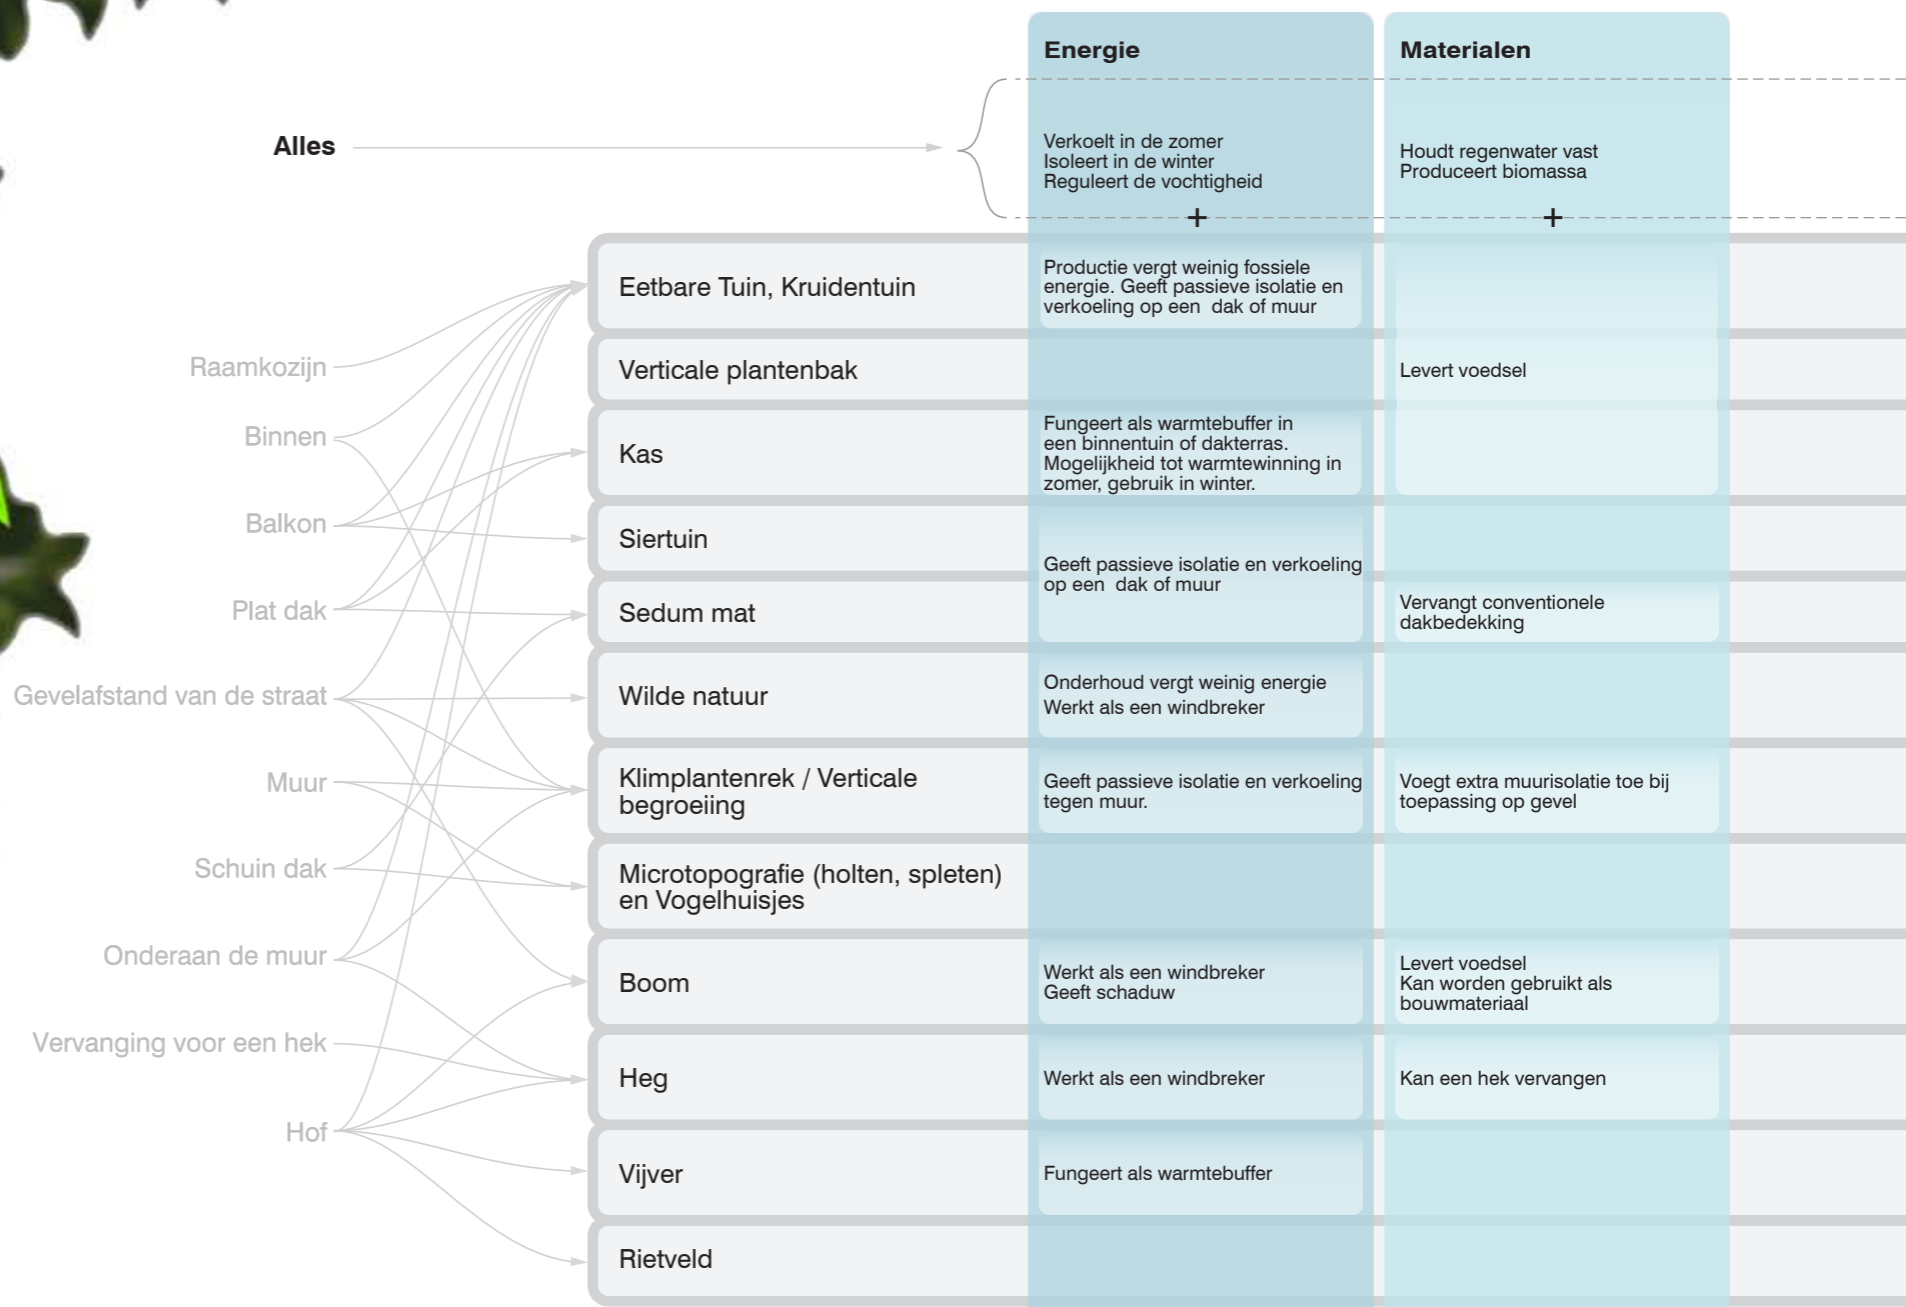 Energie
Materialen
Alles
Verkoelt in de zomer
Isoleert in de winter
Reguleert de vochtigheid
Houdt regenwater vast
Produceert biomassa
+
+
Eetbare Tuin, Kruidentuin
Productie vergt weinig fossiele
energie. Geeft passieve isolatie en
verkoeling op een dak of muur
Raamkozijn
Verticale plantenbak
Levert voedsel
Binnen
Kas
Fungeert als warmtebuffer in
een binnentuin of dakterras.
Mogelijkheid tot warmtewinning in
zomer, gebruik in winter.
Balkon
Siertuin
Geeft passieve isolatie en verkoeling
op een dak of muur
Plat dak
Sedum mat
Vervangt conventionele
dakbedekking
Gevelafstand van de straat
Wilde natuur
Onderhoud vergt weinig energie
Werkt als een windbreker
Muur
Klimplantenrek / Verticale
begroeiing
Geeft passieve isolatie en verkoeling
tegen muur.
Voegt extra muurisolatie toe bij
toepassing op gevel
Schuin dak
Microtopografie (holten, spleten)
en Vogelhuisjes
Onderaan de muur
Boom
Werkt als een windbreker
Geeft schaduw
Levert voedsel
Kan worden gebruikt als
bouwmateriaal
Vervanging voor een hek
Heg
Werkt als een windbreker
Kan een hek vervangen
Hof
Vijver
Fungeert als warmtebuffer
Rietveld